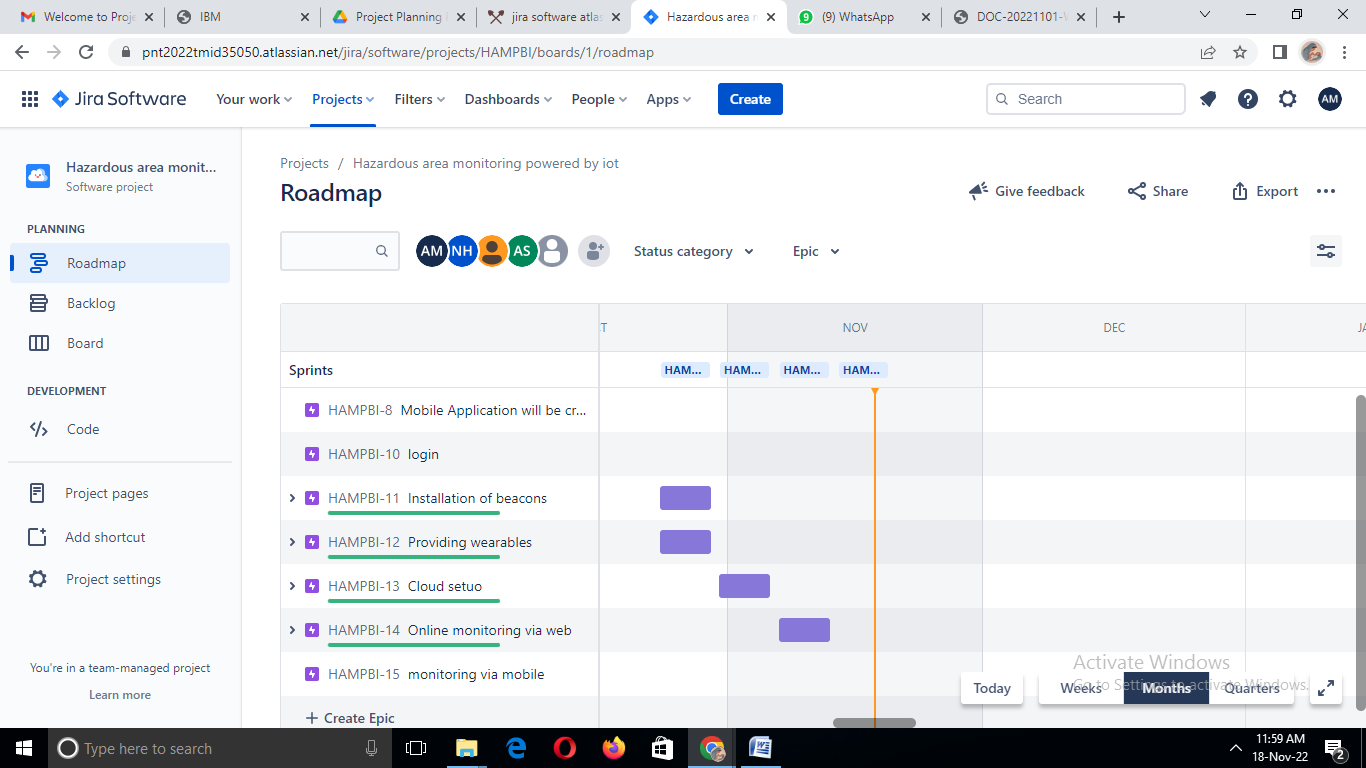 Welcome to Proje
IBM
Project Planning
jira software atlas
Hazardous area m
(9) WhatsApp
DOC-20221101-W
pnt2022tmid35050.atlassian.net/jira/software/projects/HAMPBI/boards/1/roadmap
Jira Software
Your work
Projects
Filters
Dashboards
People
Apps
Create
Search
AM
Hazardous area monit...
Software project
PLANNING
Roadmap
Backlog
Board
DEVELOPMENT
Code
Project pages
Add shortcut
Project settings
You're in a team-managed project
Learn more
Projects / Hazardous area monitoring powered by iot
Roadmap
Give feedback
Share
Export
AM NH AS
Status category
Epic
T NOV DEC JA
Sprints HAM... HAM... HAM... HAM...
HAMPBI-8 Mobile Application will be cr...
HAMPBI-10 login
HAMPBI-11 Installation of beacons
HAMPBI-12 Providing wearables
HAMPBI-13 Cloud setuo
HAMPBI-14 Online monitoring via web
HAMPBI-15 monitoring via mobile
+ Create Epic
Activate Windows
Go to Settings to activate Windows.
Today
Weeks
Months
Quarters
Type here to search
11:59 AM
18-Nov-22
2